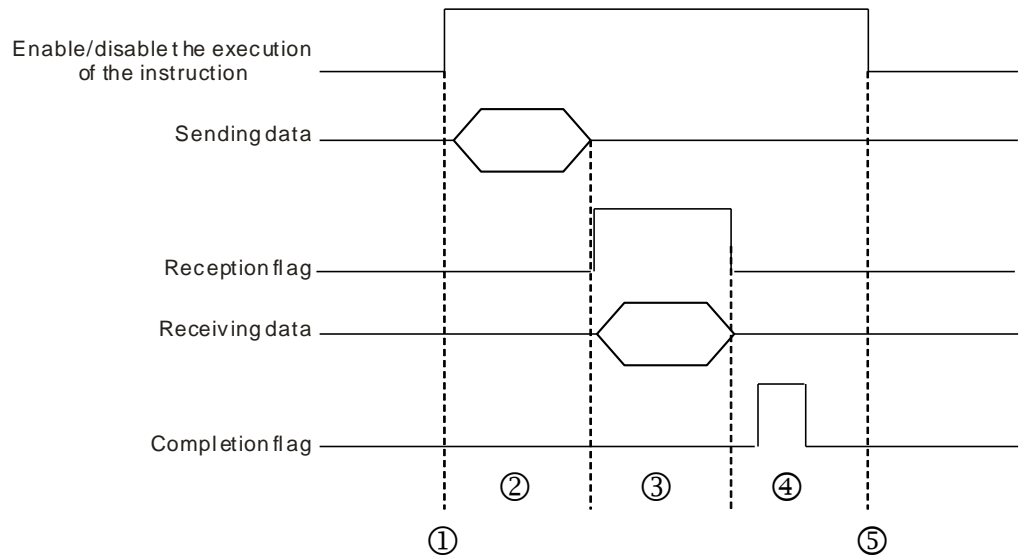 Enable/disable the execution
of the instruction
Sending data
Reception flag
Receiving data
Completion flag
② ③ ④
① ⑤